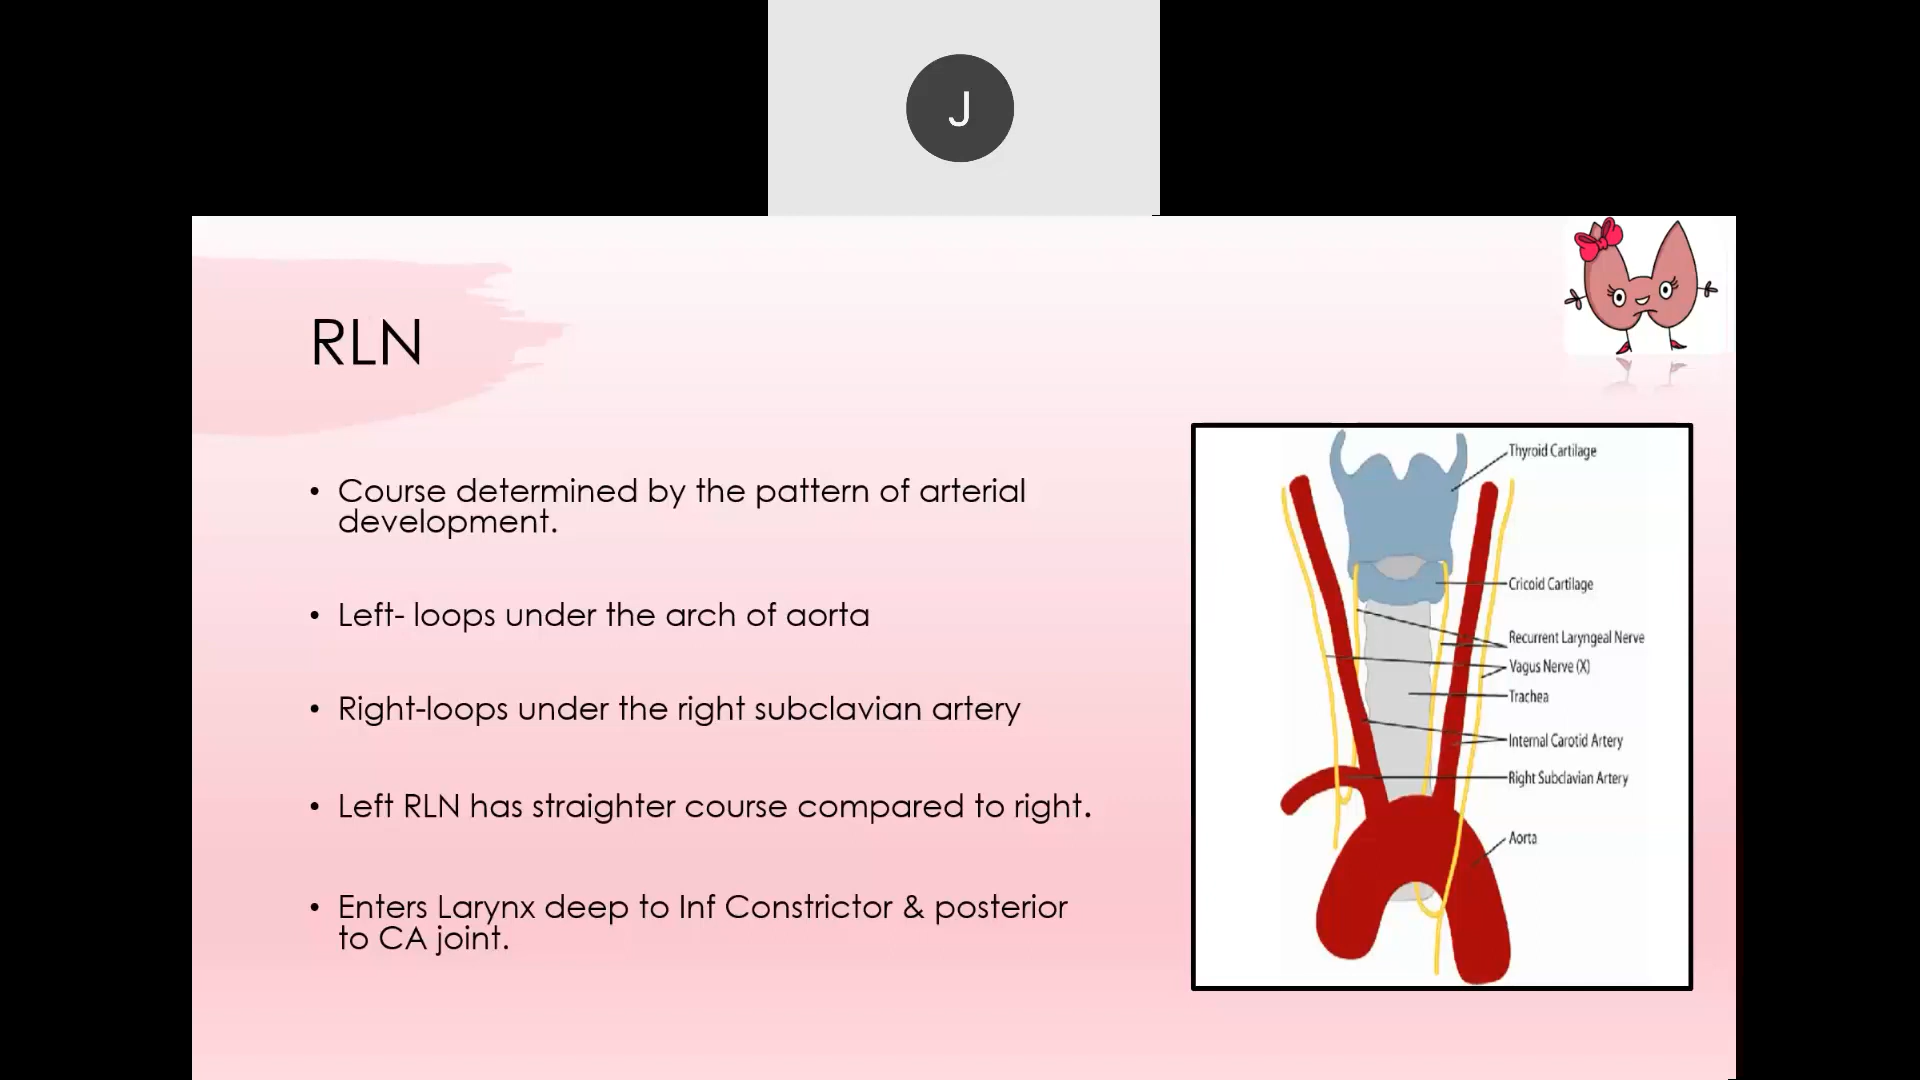 J
RLN
• Course determined by the pattern of arterial
development.
• Left- loops under the arch of aorta
• Right-loops under the right subclavian artery
• Left RLN has straighter course compared to right.
• Enters Larynx deep to Inf Constrictor & posterior
to CA joint.
Thyroid Cartilage
Cricoid Cartilage
Recurrent Laryngeal Nerve
Vagus Nerve (X)
Trachea
Internal Carotid Artery
Right Subclavian Artery
Aorta